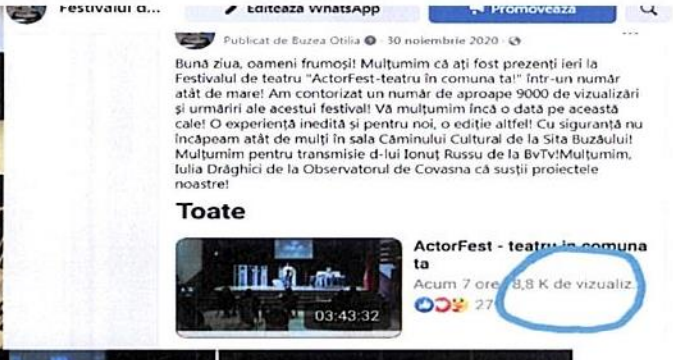 Festivalul d...
Editează WhatsApp
Promovează
Publicat de Buzea Otilia · 30 noiembrie 2020 ·
Bună ziua, oameni frumoși! Mulțumim că ați fost prezenți ieri la
Festivalul de teatru "ActorFest-teatru în comuna ta!" într-un număr
atât de mare! Am contorizat un număr de aproape 9000 de vizualizări
și urmăriri ale acestui festival! Vă mulțumim încă o dată pe această
cale! O experiență inedită și pentru noi, o ediție altfel! Cu siguranță nu
încăpeam atât de mulți în sala Căminului Cultural de la Sita Buzăului!
Mulțumim pentru transmisie d-lui Ionuț Russu de la BvTv!Mulțumim,
Iulia Drăghici de la Observatorul de Covasna că susții proiectele
noastre!
Toate
ActorFest - teatru in comuna
ta
Acum 7 ore 8,8 K de vizualiz.
27
03:43:32